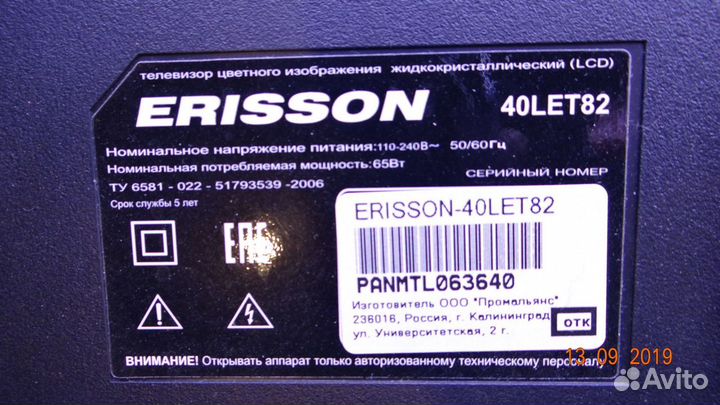 телевизор цветного изображения жидкокристаллический (LCD)
ERISSON 40LET82
Номинальное напряжение питания:110-240В~ 50/60Гц
Номинальная потребляемая мощность:65Вт
ТУ 6581 - 022 - 51793539 -2006
СЕРИЙНЫЙ НОМЕР
Срок службы 5 лет
ERISSON-40LET82
EAC
PANMTL063640
Изготовитель ООО "Промальянс"
236016, Россия, г. Калининград
ул. Университетская, 2 г.
ОТК
ВНИМАНИЕ! Открывать аппарат только авторизованному техническому персоналу
13 09 2019
Avito